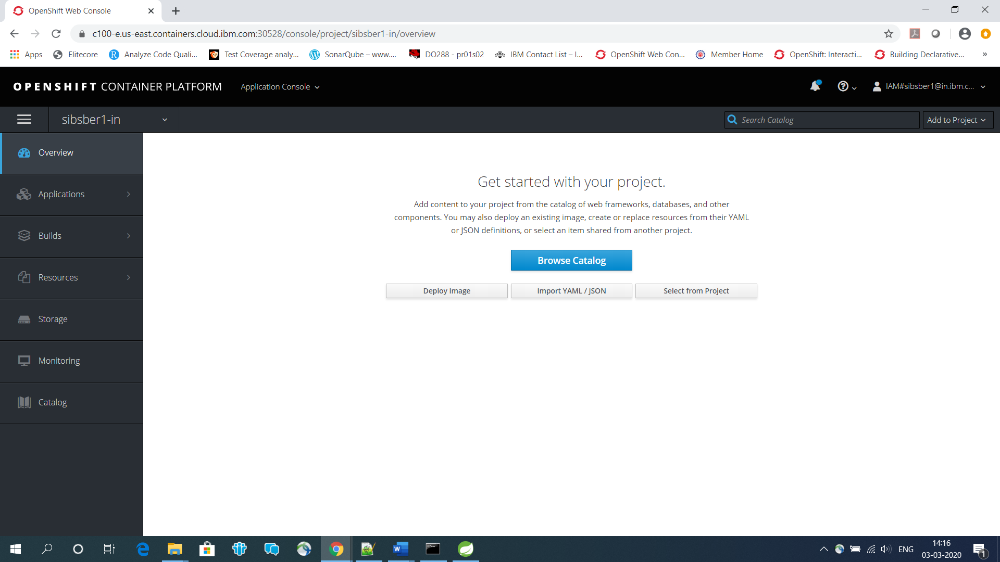 OpenShift Web Console
c100-e.us-east.containers.cloud.ibm.com:30528/console/project/sibsber1-in/overview
Apps
Elitecore
Analyze Code Quali...
Test Coverage analy...
SonarQube – www....
DO288 - pr01s02
IBM Contact List – I...
OpenShift Web Con...
Member Home
OpenShift: Interacti...
Building Declarative...
»
OPENSHIFT CONTAINER PLATFORM
Application Console
IAM#sibsber1@in.ibm.c...
sibsber1-in
Search Catalog
Add to Project
Overview
Applications
Builds
Resources
Storage
Monitoring
Catalog
Get started with your project.
Add content to your project from the catalog of web frameworks, databases, and other
components. You may also deploy an existing image, create or replace resources from their YAML
or JSON definitions, or select an item shared from another project.
Browse Catalog
Deploy Image
Import YAML / JSON
Select from Project
ENG
14:16
03-03-2020
1